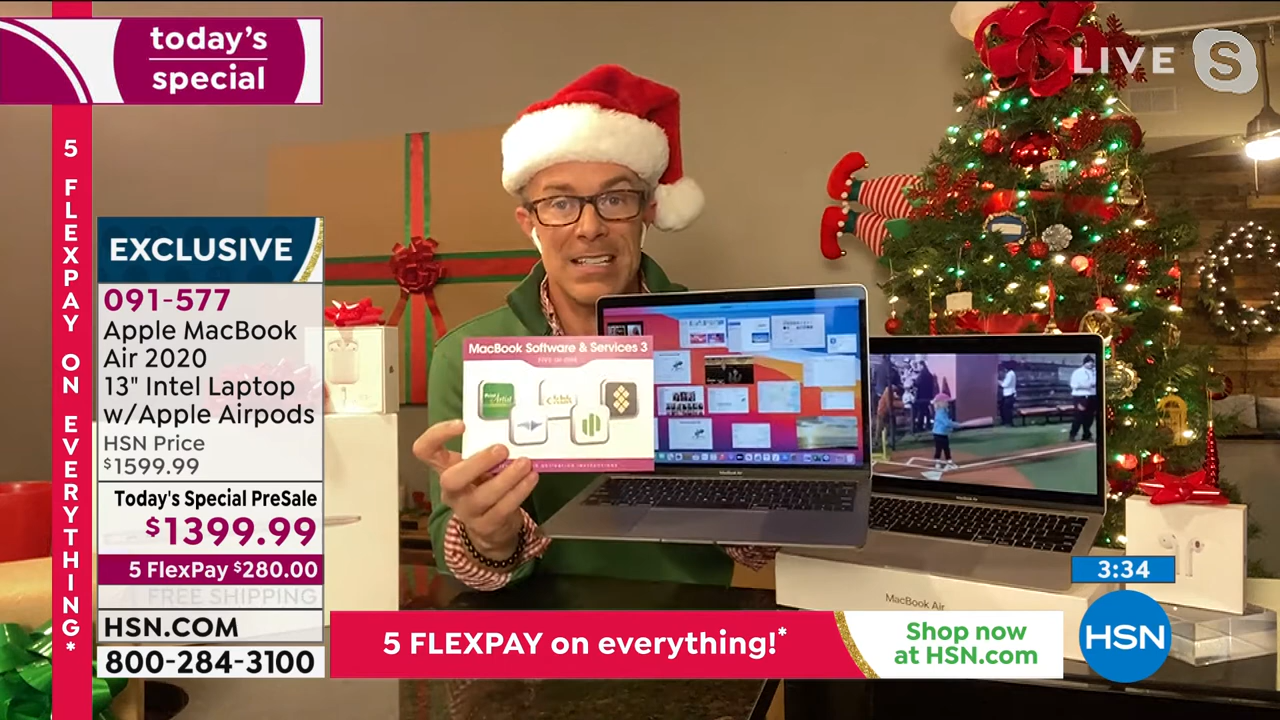 today's
special
LIVE S
5 FLEXPAY ON EVERYTHING*
EXCLUSIVE
091-577
Apple MacBook
Air 2020
13" Intel Laptop
w/Apple Airpods
HSN Price
$1599.99
Today's Special PreSale
$1399.99
5 FlexPay $280.00
FREE SHIPPING
HSN.COM
800-284-3100
MacBook Software & Services 3
MacBook Air
3:34
5 FLEXPAY on everything!*
Shop now
at HSN.com
HSN